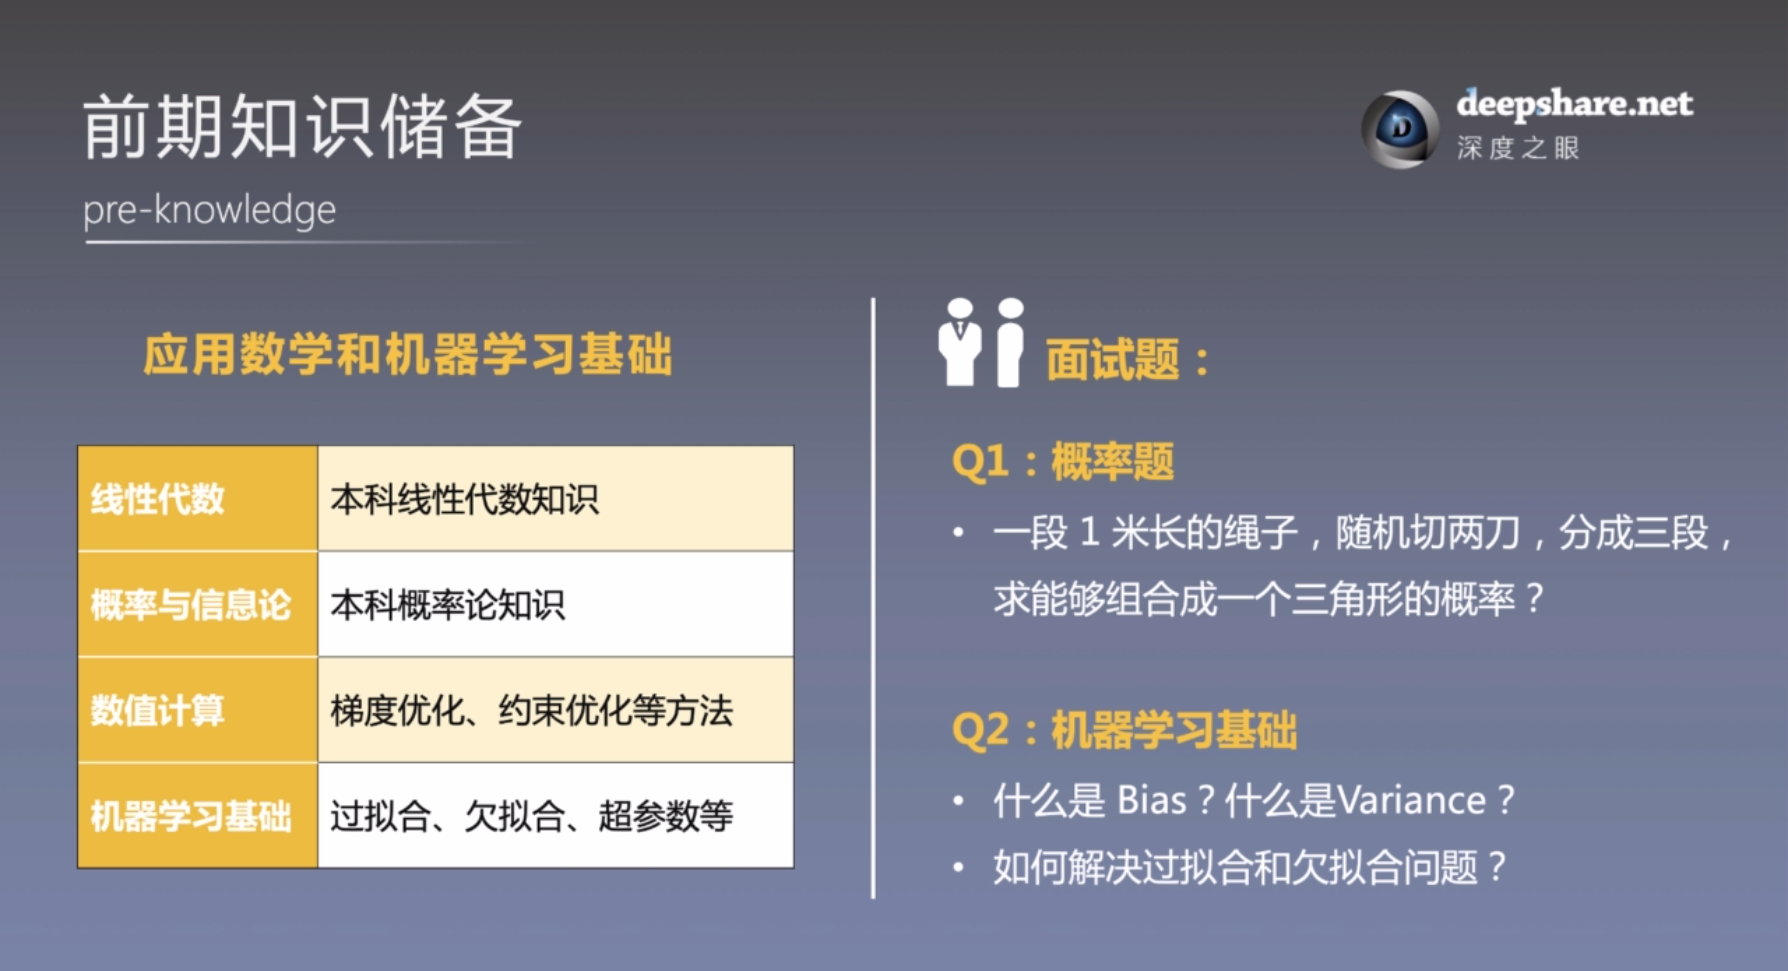 前期知识储备
pre-knowledge
deepshare.net
深度之眼
应用数学和机器学习基础
线性代数 本科线性代数知识
概率与信息论 本科概率论知识
数值计算 梯度优化、约束优化等方法
机器学习基础 过拟合、欠拟合、超参数等
面试题：
Q1：概率题
• 一段 1 米长的绳子，随机切两刀，分成三段，
求能够组合成一个三角形的概率？
Q2：机器学习基础
• 什么是 Bias？什么是Variance？
• 如何解决过拟合和欠拟合问题？